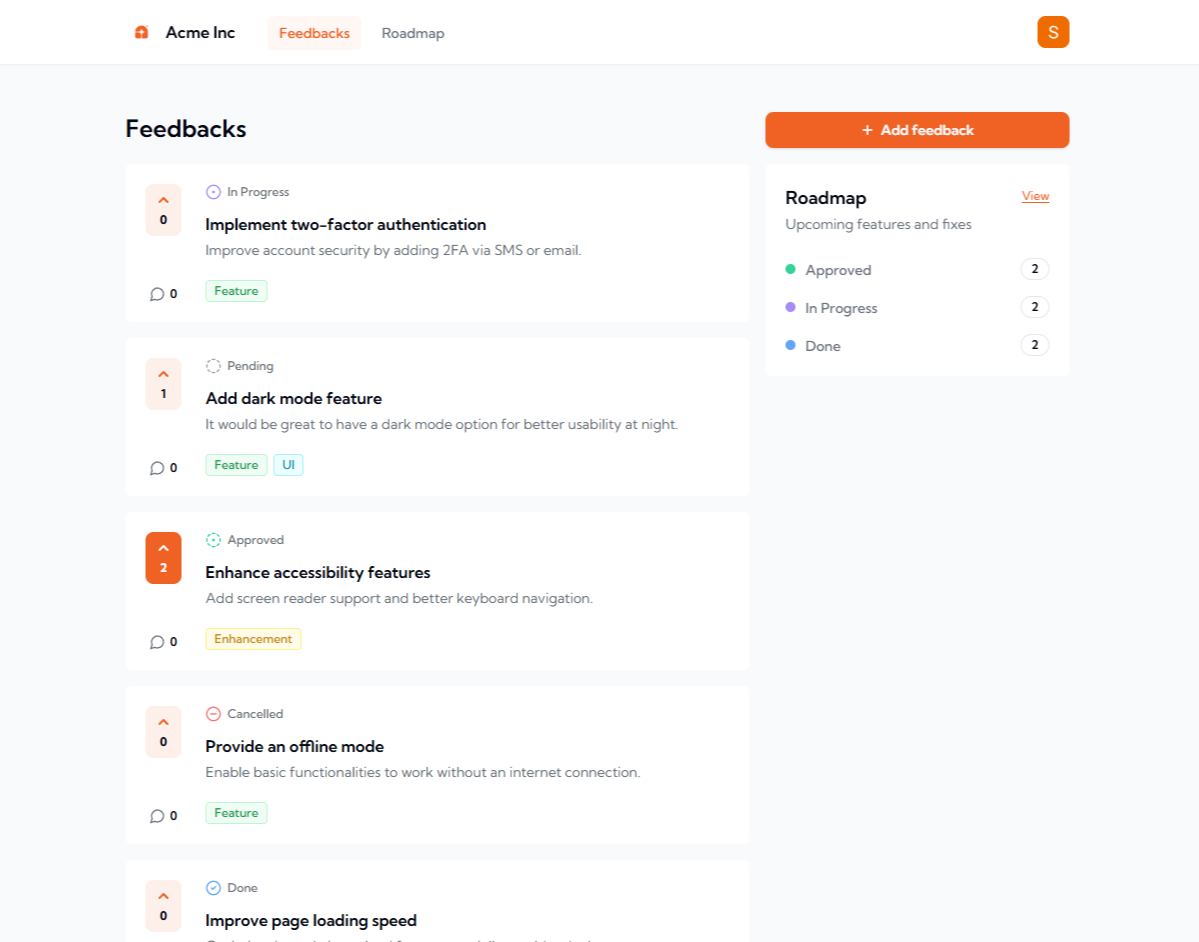 Acme Inc
Feedbacks
Roadmap
S
Feedbacks
+ Add feedback
0
In Progress
Implement two-factor authentication
Improve account security by adding 2FA via SMS or email.
0
Feature
1
Pending
Add dark mode feature
It would be great to have a dark mode option for better usability at night.
0
Feature
UI
2
Approved
Enhance accessibility features
Add screen reader support and better keyboard navigation.
0
Enhancement
0
Cancelled
Provide an offline mode
Enable basic functionalities to work without an internet connection.
0
Feature
0
Done
Improve page loading speed
Roadmap
View
Upcoming features and fixes
Approved
2
In Progress
2
Done
2